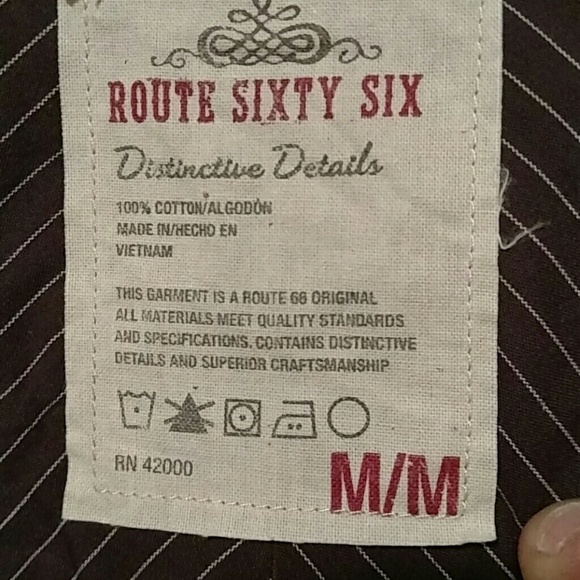 ROUTE SIXTY SIX
Distinctive Details
100% COTTON/ALGODÓN
MADE IN/HECHO EN
VIETNAM
THIS GARMENT IS A ROUTE 66 ORIGINAL
ALL MATERIALS MEET QUALITY STANDARDS
AND SPECIFICATIONS. CONTAINS DISTINCTIVE
DETAILS AND SUPERIOR CRAFTSMANSHIP
RN 42000
M/M